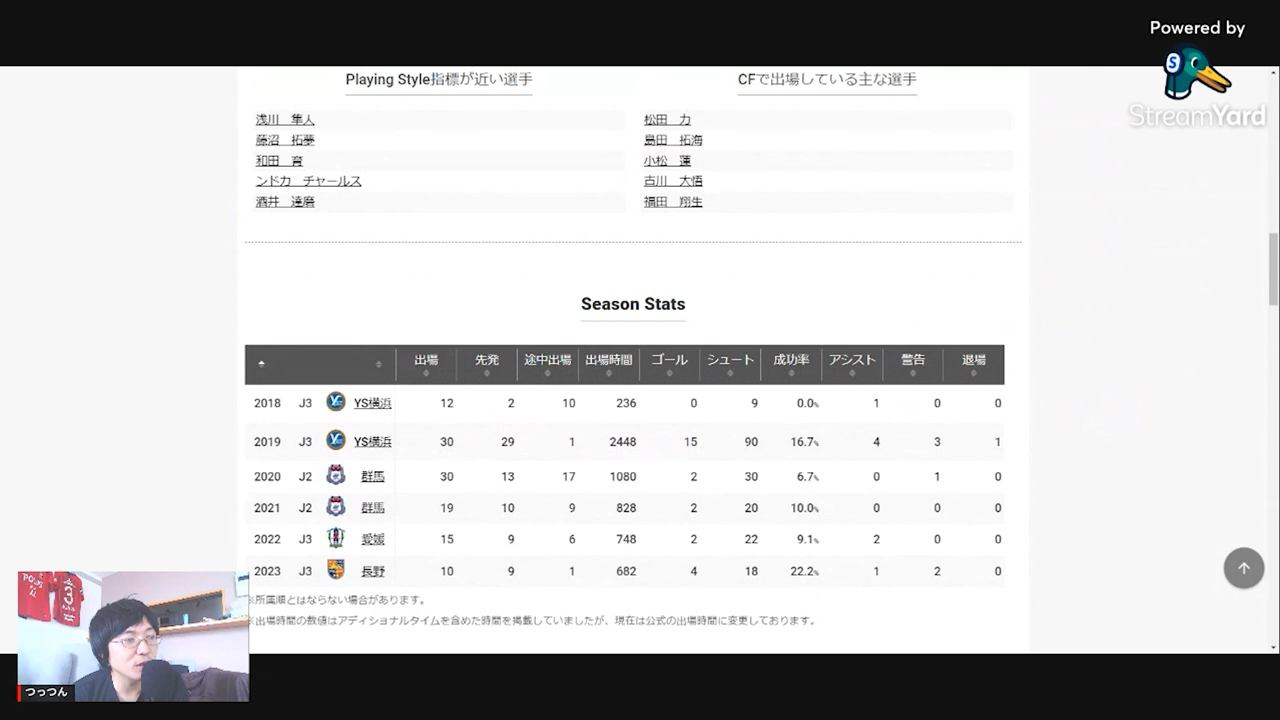 Powered by
StreamYard
Playing Style指標が近い選手
浅川　隼人
藤沼　拓夢
和田　育
ンドカ　チャールス
酒井　達磨
CFで出場している主な選手
松田　力
島田　拓海
小松　蓮
古川　大悟
福田　翔生
Season Stats
出場 先発 途中出場 出場時間 ゴール シュート 成功率 アシスト 警告 退場
2018 J3 YS横浜 12 2 10 236 0 9 0.0% 1 0 0
2019 J3 YS横浜 30 29 1 2448 15 90 16.7% 4 3 1
2020 J2 群馬 30 13 17 1080 2 30 6.7% 0 1 0
2021 J2 群馬 19 10 9 828 2 20 10.0% 0 0 0
2022 J3 愛媛 15 9 6 748 2 22 9.1% 2 0 0
2023 J3 長野 10 9 1 682 4 18 22.2% 1 2 0
※所属順とはならない場合があります。
※出場時間の数値はアディショナルタイムを含めた時間を掲載していましたが、現在は公式の出場時間に変更しております。
つっつん